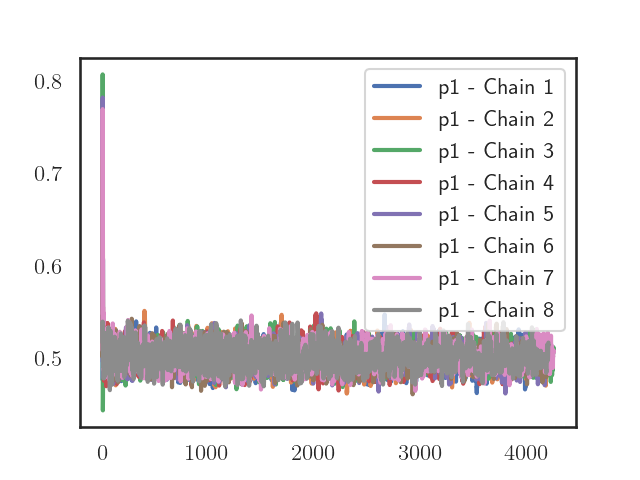 0.8
0.7
0.6
0.5
p1 - Chain 1
p1 - Chain 2
p1 - Chain 3
p1 - Chain 4
p1 - Chain 5
p1 - Chain 6
p1 - Chain 7
p1 - Chain 8
0 1000 2000 3000 4000